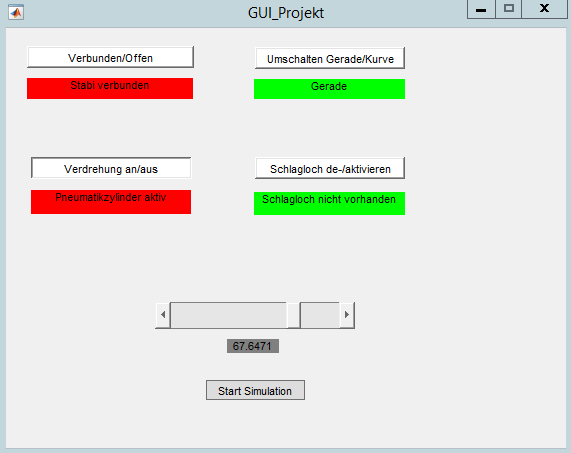 GUI_Projekt
Verbunden/Offen
Umschalten Gerade/Kurve
Stabi verbunden
Gerade
Verdrehung an/aus
Schlagloch de-/aktivieren
Pneumatikzylinder aktiv
Schlagloch nicht vorhanden
67.6471
Start Simulation